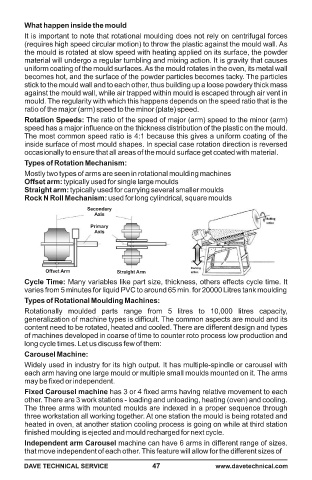 What happen inside the mould
It is important to note that rotational moulding does not rely on centrifugal forces
(requires high speed circular motion) to throw the plastic against the mould wall. As
the mould is rotated at slow speed with heating applied on its surface, the powder
material will undergo a regular tumbling and mixing action. It is gravity that causes
uniform coating of the mould surfaces. As the mould rotates in the oven, its metal wall
becomes hot, and the surface of the powder particles becomes tacky. The particles
stick to the mould wall and to each other, thus building up a loose powdery thick mass
against the mould wall, while air trapped within mould is escaped through air vent in
mould. The regularity with which this happens depends on the speed ratio that is the
ratio of the major (arm) speed to the minor (plate) speed.
Rotation Speeds: The ratio of the speed of major (arm) speed to the minor (arm)
speed has a major influence on the thickness distribution of the plastic on the mould.
The most common speed ratio is 4:1 because this gives a uniform coating of the
inside surface of most mould shapes. In special case rotation direction is reversed
occasionally to ensure that all areas of the mould surface get coated with material.
Types of Rotation Mechanism:
Mostly two types of arms are seen in rotational moulding machines
Offset arm: typically used for single large moulds
Straight arm: typically used for carrying several smaller moulds
Rock N Roll Mechanism: used for long cylindrical, square moulds
Secondary
Axis
Primary
Axis
Offset Arm
Straight Arm
Cycle Time: Many variables like part size, thickness, others effects cycle time. It
varies from 5 minutes for liquid PVC to around 65 min for 20000 Litres tank moulding
Types of Rotational Moulding Machines:
Rotationally moulded parts range from 5 litres to 10,000 litres capacity,
generalization of machine types is difficult. The common aspects are mould and its
content need to be rotated, heated and cooled. There are different design and types
of machines developed in coarse of time to counter roto process low production and
long cycle times. Let us discuss few of them:
Carousel Machine:
Widely used in industry for its high output. It has multiple-spindle or carousel with
each arm having one large mould or multiple small moulds mounted on it. The arms
may be fixed or independent.
Fixed Carousel machine has 3 or 4 fixed arms having relative movement to each
other. There are 3 work stations - loading and unloading, heating (oven) and cooling.
The three arms with mounted moulds are indexed in a proper sequence through
three workstation all working together. At one station the mould is being rotated and
heated in oven, at another station cooling process is going on while at third station
finished moulding is ejected and mould recharged for next cycle.
Independent arm Carousel machine can have 6 arms in different range of sizes.
that move independent of each other. This feature will allow for the different sizes of
DAVE TECHNICAL SERVICE 47 www.davetechnical.com